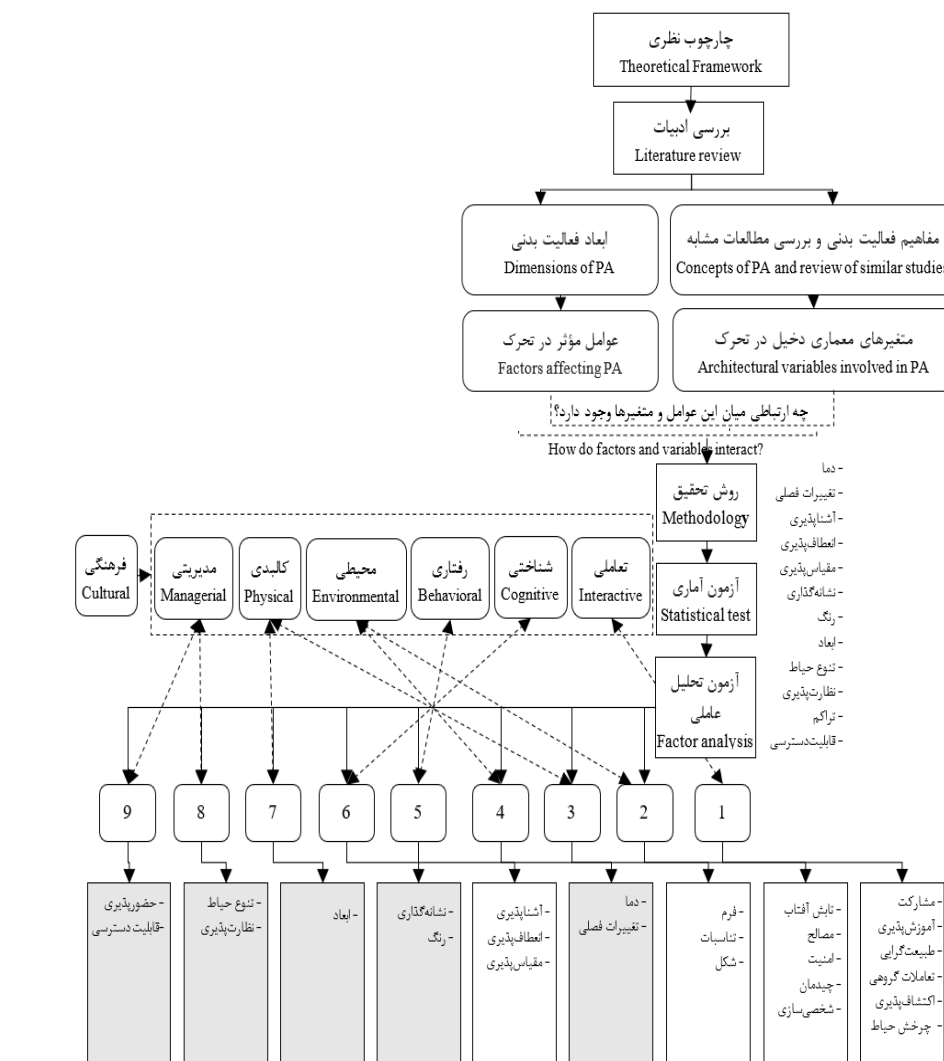 چارچوب نظری
Theoretical Framework
بررسی ادبیات
Literature review
مفاهیم فعالیت بدنی و بررسی مطالعات مشابه
Concepts of PA and review of similar studies
ابعاد فعالیت بدنی
Dimensions of PA
متغیرهای معماری دخیل در تحرک
Architectural variables involved in PA
عوامل مؤثر در تحرک
Factors affecting PA
چه ارتباطی میان این عوامل و متغیرها وجود دارد؟
How do factors and variables interact?
روش تحقیق
Methodology
آزمون آماری
Statistical test
آزمون تحلیل
عاملی
Factor analysis
- دما
- تغییرات فصلی
- آشناپذیری
- انعطاف‌پذیری
- مقیاس‌پذیری
- نشانه‌گذاری
- رنگ
- ابعاد
- تنوع حیاط
- نظارت‌پذیری
- تراکم
- قابلیت‌دسترسی
تعاملی
Interactive
شناختی
Cognitive
رفتاری
Behavioral
محیطی
Environmental
کالبدی
Physical
مدیریتی
Managerial
فرهنگی
Cultural
1
2
3
4
5
6
7
8
9
- مشارکت
- آموزش‌پذیری
- طبیعت‌گرایی
- تعاملات گروهی
- اکتشاف‌پذیری
- چرخش حیاط
- تابش آفتاب
- مصالح
- امنیت
- چیدمان
- شخصی‌سازی
- فرم
- تناسبات
- شکل
- دما
- تغییرات فصلی
- آشناپذیری
- انعطاف‌پذیری
- مقیاس‌پذیری
- نشانه‌گذاری
- رنگ
- ابعاد
- تنوع حیاط
- نظارت‌پذیری
- حضورپذیری
-قابلیت دسترسی